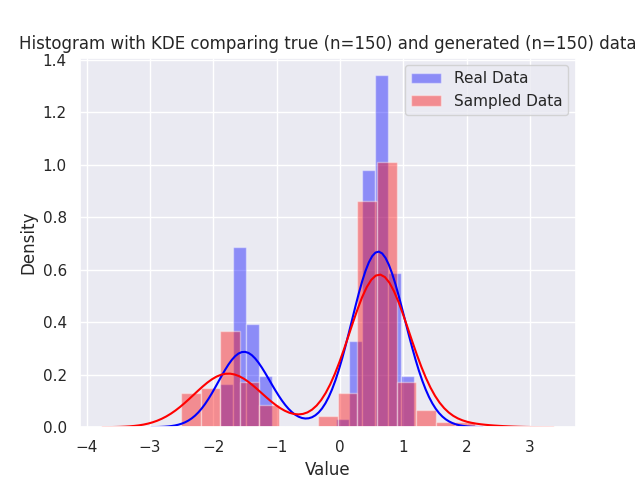 Histogram with KDE comparing true (n=150) and generated (n=150) data
Real Data
Sampled Data
1.4
1.2
1.0
0.8
0.6
0.4
0.2
0.0
Density
−4 −3 −2 −1 0 1 2 3
Value